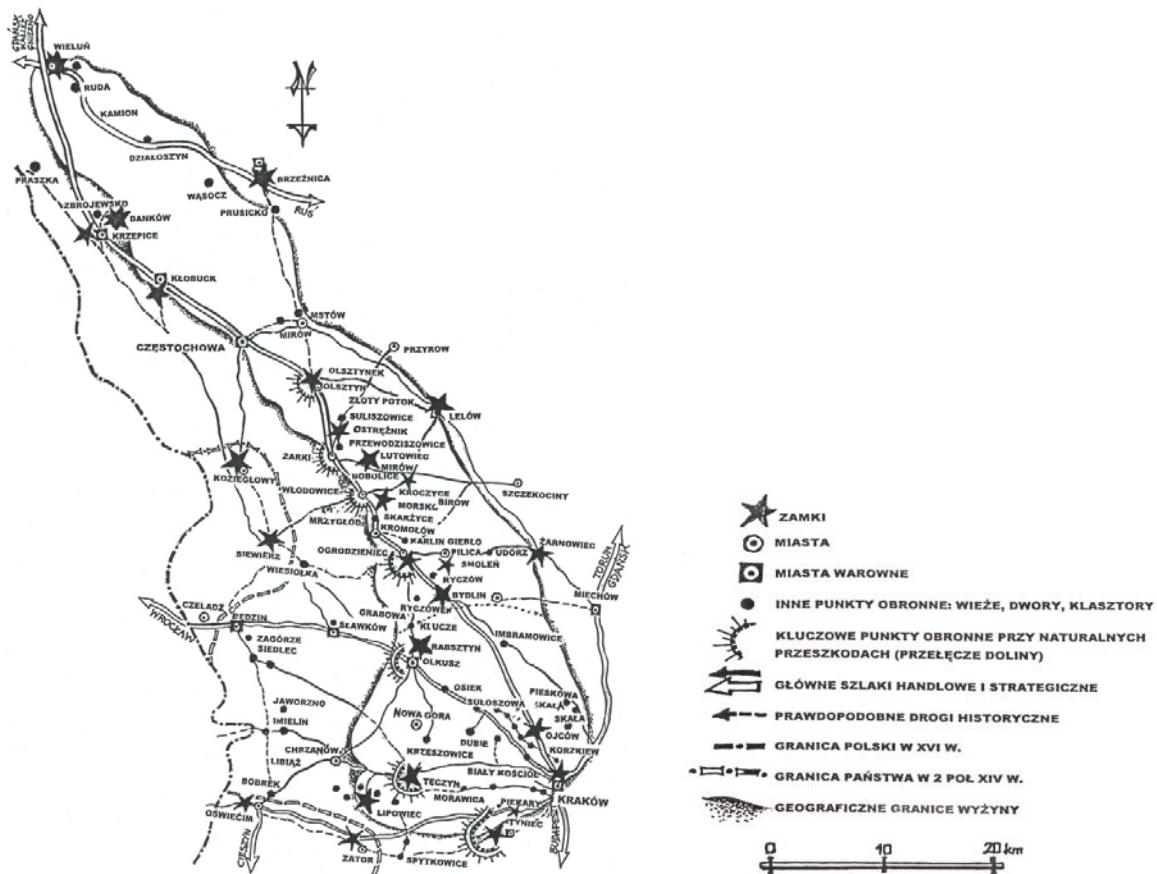 GDAŃSK
KALISZ
GNIEZNO
WIELUŃ
RUDA
KAMION
DZIAŁOSZYN
N
PRASZKA
WĄSOCZ
BRZEŹNICA
RUŚ
ZBROJEWSKO
DANKÓW
PRUSICKO
KRZEPICE
KŁOBUCK
MSTÓW
MIRÓW
CZĘSTOCHOWA
PRZYROW
OLSZTYNEK
OLSZTYN
ZŁOTY POTOK
LELÓW
SULISZOWICE
OSTRĘŻNIK
PRZEWODZISZOWICE
ŻARKI
LUTOWIEC
MIRÓW
BOBOLICE
KOZIEGŁOWY
SZCZEKOCINY
WŁODOWICE
KROCZYCE
MORSKO
BIRÓW
MRZYGŁÓD
SKARŻYCE
KROMOŁÓW
KARLIN GIEBŁO
SIEWIERZ
OGRODZIENIEC
PILICA
UDÓRZ
ŻARNOWIEC
SMOLEŃ
WIESIÓŁKA
RYCZÓW
BYDLIN
TORUŃ
GDAŃSK
MIECHÓW
RYCZÓWEK
WROCŁAW
CZELADŹ
BĘDZIN
SŁAWKÓW
GRABOWA
KLUCZE
IMBRAMOWICE
ZAGÓRZE
SIEDLEC
RABSZTYN
OLKUSZ
OSIEK
PIESKOWA
SKAŁA
JAWORZNO
SUŁOSZOWA
SKAŁA
IMIELIN
NOWA GÓRA
OJCÓW
DUBIE
KORZKIEW
CHRZANÓW
KRZESZOWICE
LIBIĄŻ
BIAŁY KOŚCIÓŁ
TĘCZYN
BOBREK
MORAWICA
KRAKÓW
PIEKARY
LIPOWIEC
OŚWIĘCIM
TYNIEC
CIESZYN
ZATOR
SPYTKOWICE
ZAMKI
MIASTA
MIASTA WAROWNE
INNE PUNKTY OBRONNE: WIEŻE, DWORY, KLASZTORY
KLUCZOWE PUNKTY OBRONNE PRZY NATURALNYCH
PRZESZKODACH (PRZEŁĘCZE DOLINY)
GŁÓWNE SZLAKI HANDLOWE I STRATEGICZNE
PRAWDOPODOBNE DROGI HISTORYCZNE
GRANICA POLSKI W XVI W.
GRANICA PAŃSTWA W 2 POŁ XIV W.
GEOGRAFICZNE GRANICE WYŻYNY
0 10 20 km